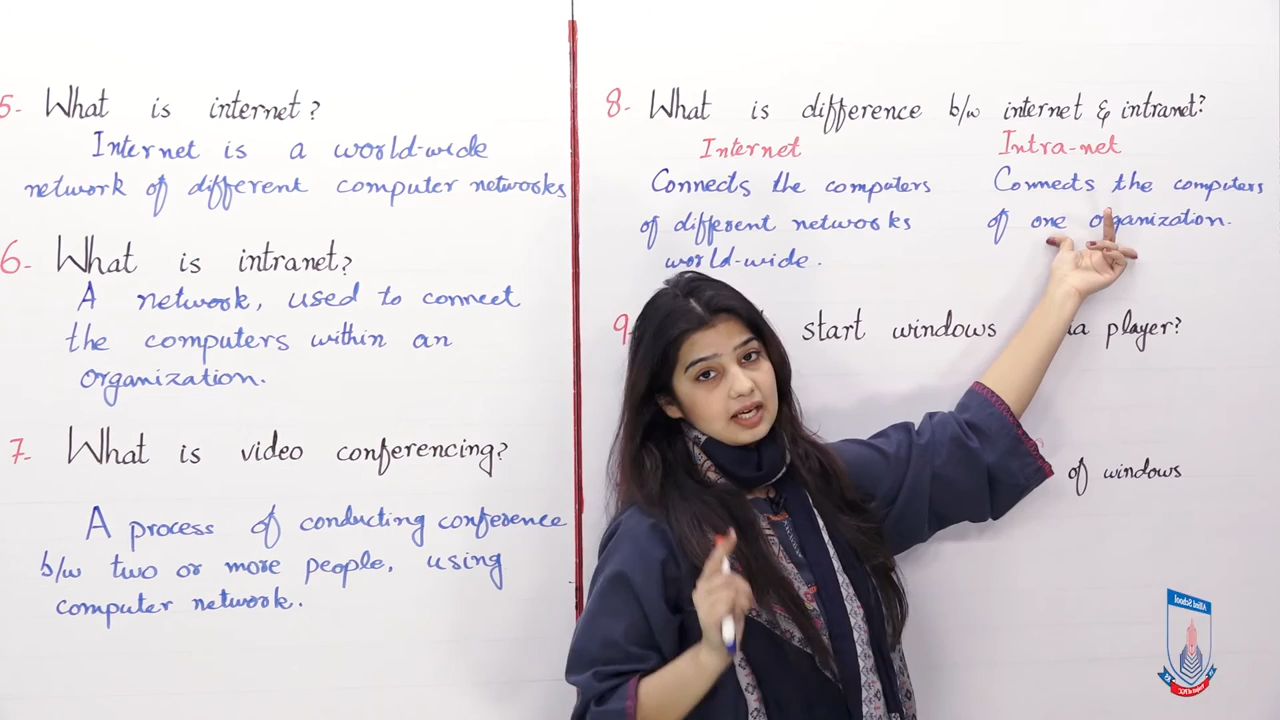 5- What is internet?
Internet is a world-wide
network of different computer networks
6- What is intranet?
A network, used to connect
the computers within an
organization.
7- What is video conferencing?
A process of conducting conference
b/w two or more people, using
computer network.
8- What is difference b/w internet & intranet?
Internet
Connects the computers
of different networks
world-wide.
Intra-net
Connects the computers
of one organization.
9- start windows player?
of windows
Allied School